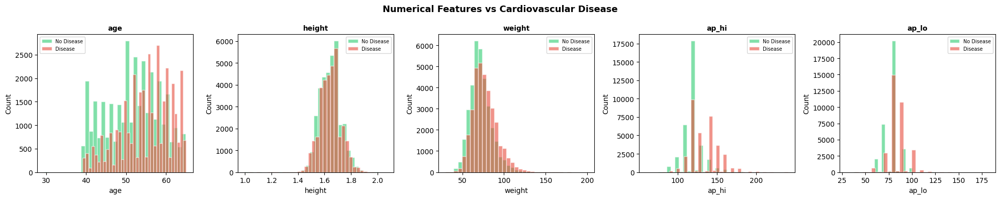 Numerical Features vs Cardiovascular Disease
age
No Disease
Disease
Count
2500
2000
1500
1000
500
0
30 40 50 60
age
height
No Disease
Disease
Count
6000
5000
4000
3000
2000
1000
0
1.0 1.2 1.4 1.6 1.8 2.0
height
weight
No Disease
Disease
Count
6000
5000
4000
3000
2000
1000
0
50 100 150 200
weight
ap_hi
No Disease
Disease
Count
17500
15000
12500
10000
7500
5000
2500
0
100 150 200
ap_hi
ap_lo
No Disease
Disease
Count
20000
17500
15000
12500
10000
7500
5000
2500
0
25 50 75 100 125 150 175
ap_lo